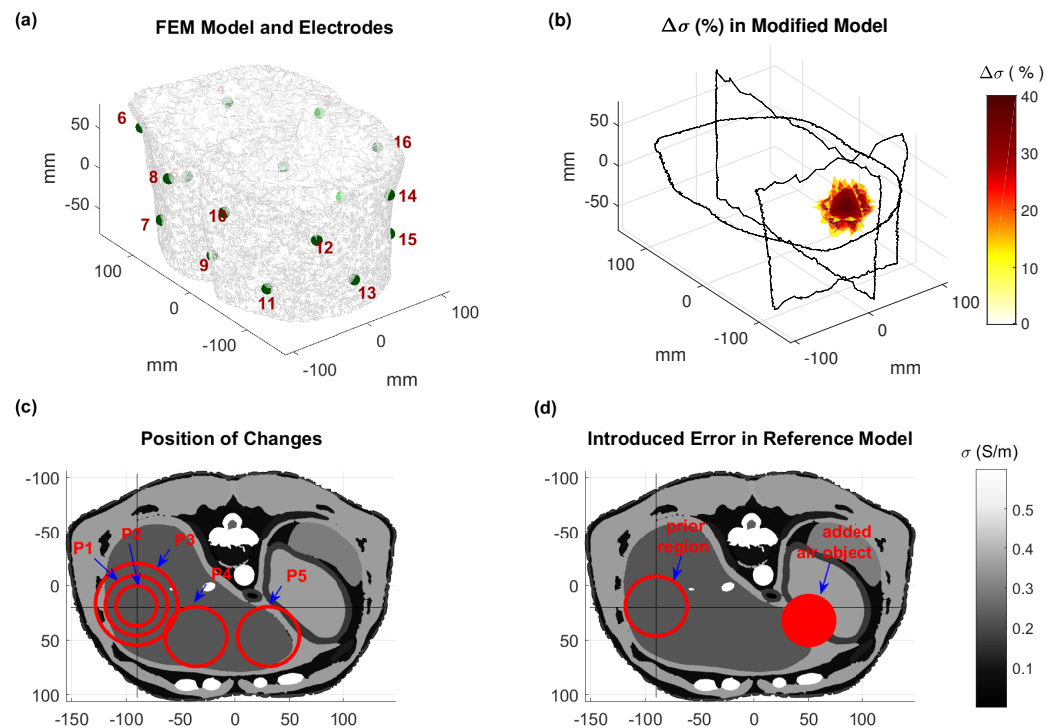 (a)
FEM Model and Electrodes
4
6
16
50
8
14
0
10
mm
-50
7
12
15
9
100
11
13
0
100
-100
0
mm
-100
mm
(b)
Δσ (%) in Modified Model
Δσ ( % )
40
30
20
10
0
50
0
mm
-50
100
0
100
-100
0
mm
-100
mm
(c)
Position of Changes
-100
-50
0
50
100
P1
P2
P3
P4
P5
-150
-100
-50
0
50
100
(d)
Introduced Error in Reference Model
-100
-50
0
50
100
prior
region
added
air object
-150
-100
-50
0
50
100
σ (S/m)
0.5
0.4
0.3
0.2
0.1